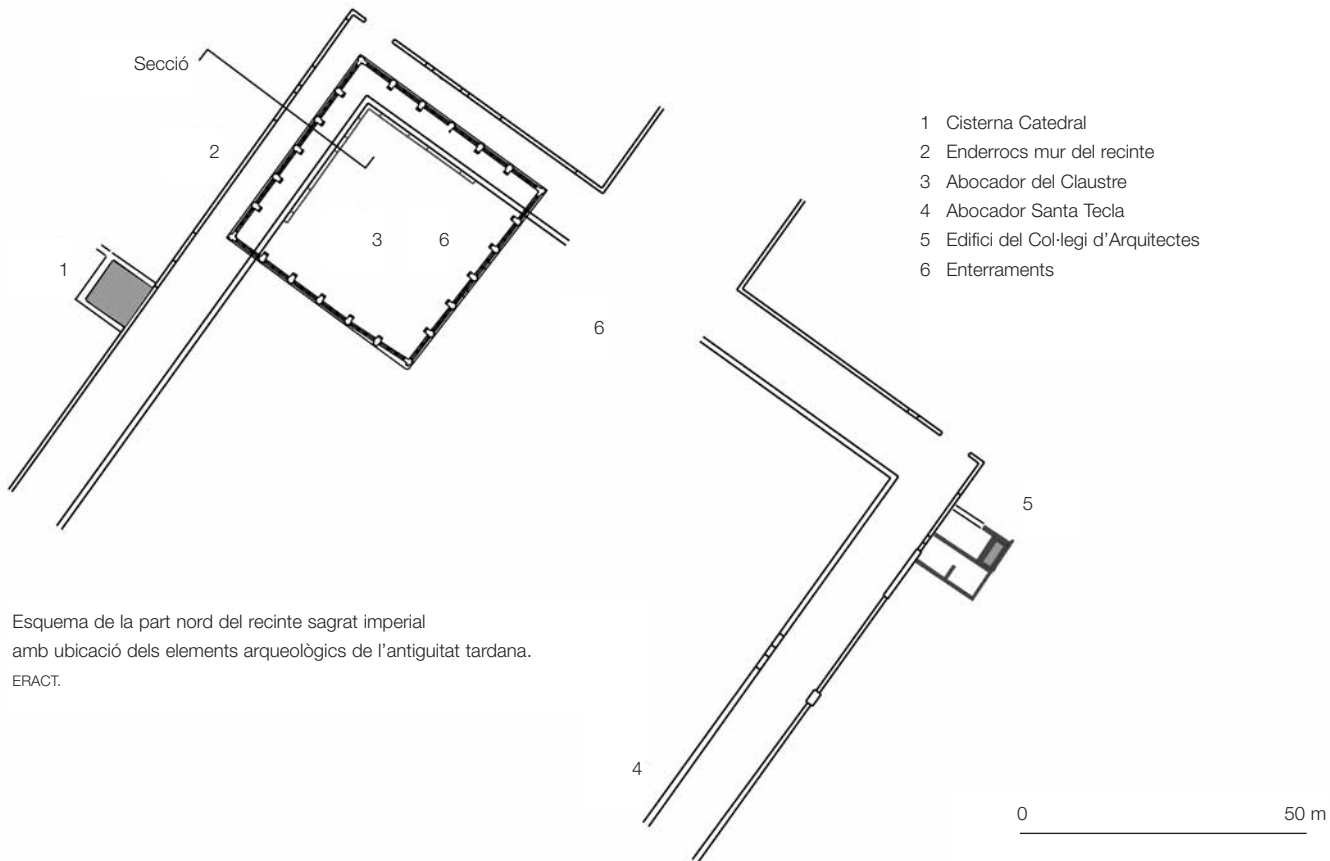 Secció
2
3
6
1
6
1 Cisterna Catedral
2 Enderrocs mur del recinte
3 Abocador del Claustre
4 Abocador Santa Tecla
5 Edifici del Col·legi d’Arquitectes
6 Enterraments
5
Esquema de la part nord del recinte sagrat imperial
amb ubicació dels elements arqueològics de l’antiguitat tardana.
ERACT.
4
0 50 m